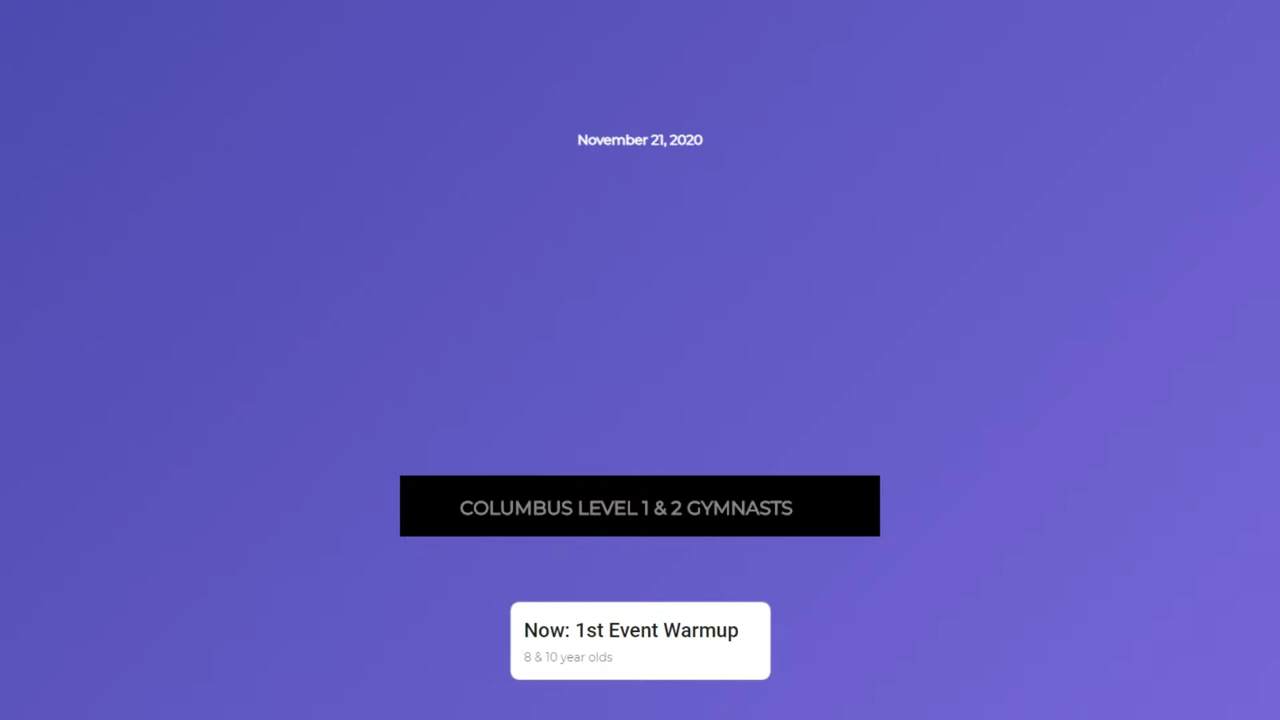 November 21, 2020
COLUMBUS LEVEL 1 & 2 GYMNASTS
Now: 1st Event Warmup
8 & 10 year olds